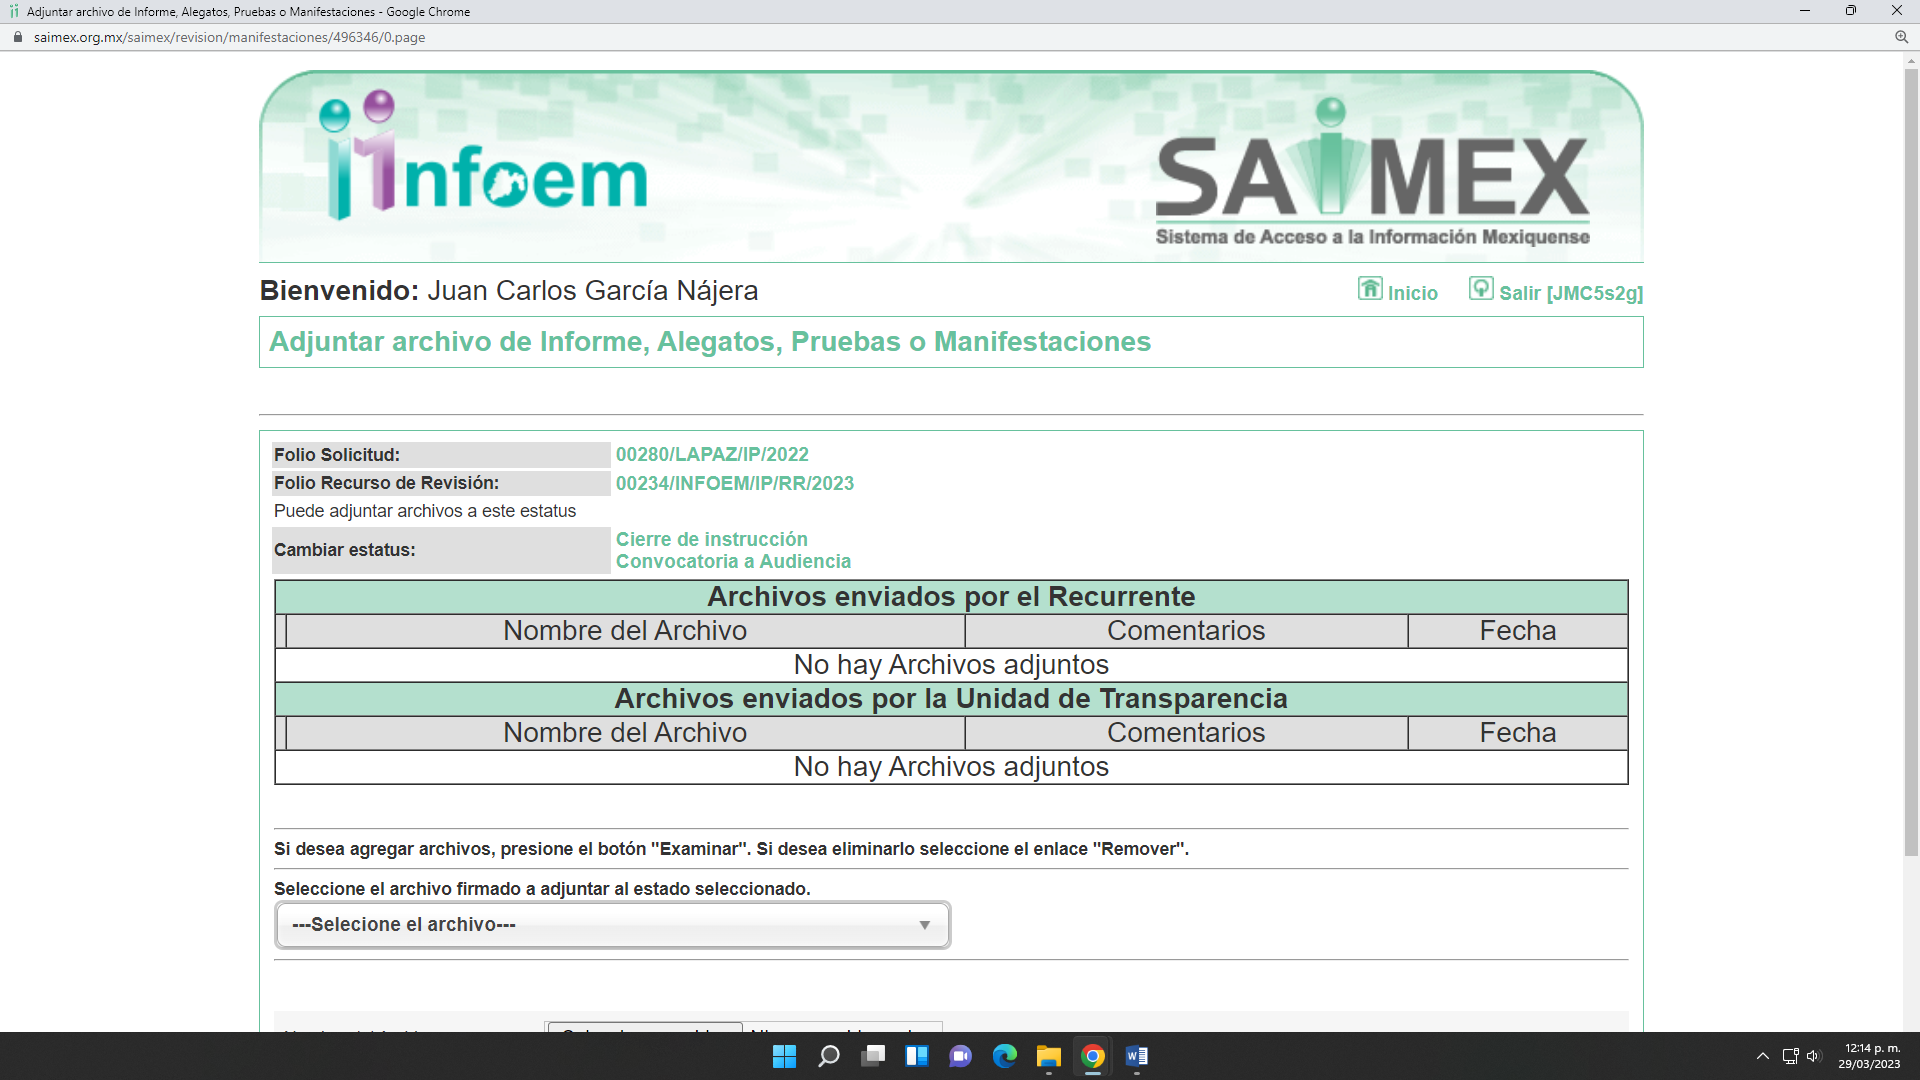 Adjuntar archivo de Informe, Alegatos, Pruebas o Manifestaciones - Google Chrome
saimex.org.mx/saimex/revision/manifestaciones/496346/0.page
infoem
SAIMEX
Sistema de Acceso a la Información Mexiquense
Bienvenido: Juan Carlos García Nájera
Inicio Salir [JMC5s2g]
Adjuntar archivo de Informe, Alegatos, Pruebas o Manifestaciones
Folio Solicitud: 00280/LAPAZ/IP/2022
Folio Recurso de Revisión: 00234/INFOEM/IP/RR/2023
Puede adjuntar archivos a este estatus
Cambiar estatus: Cierre de instrucción
Convocatoria a Audiencia
Archivos enviados por el Recurrente
Nombre del Archivo Comentarios Fecha
No hay Archivos adjuntos
Archivos enviados por la Unidad de Transparencia
Nombre del Archivo Comentarios Fecha
No hay Archivos adjuntos
Si desea agregar archivos, presione el botón "Examinar". Si desea eliminarlo seleccione el enlace "Remover".
Seleccione el archivo firmado a adjuntar al estado seleccionado.
---Selecione el archivo---
12:14 p. m.
29/03/2023